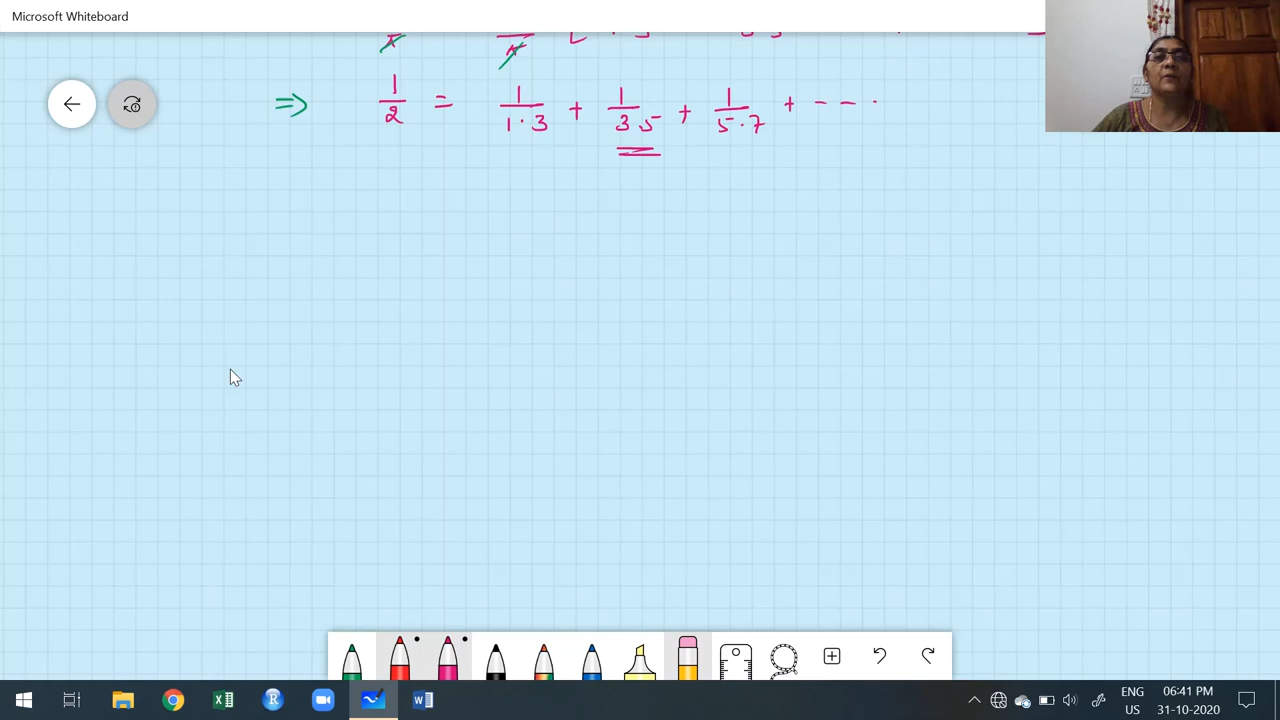 Microsoft Whiteboard
⇒ 1/2 = 1/(1·3) + 1/(3.5) + 1/(5·7) + - - ·
ENG 06:41 PM
US 31-10-2020